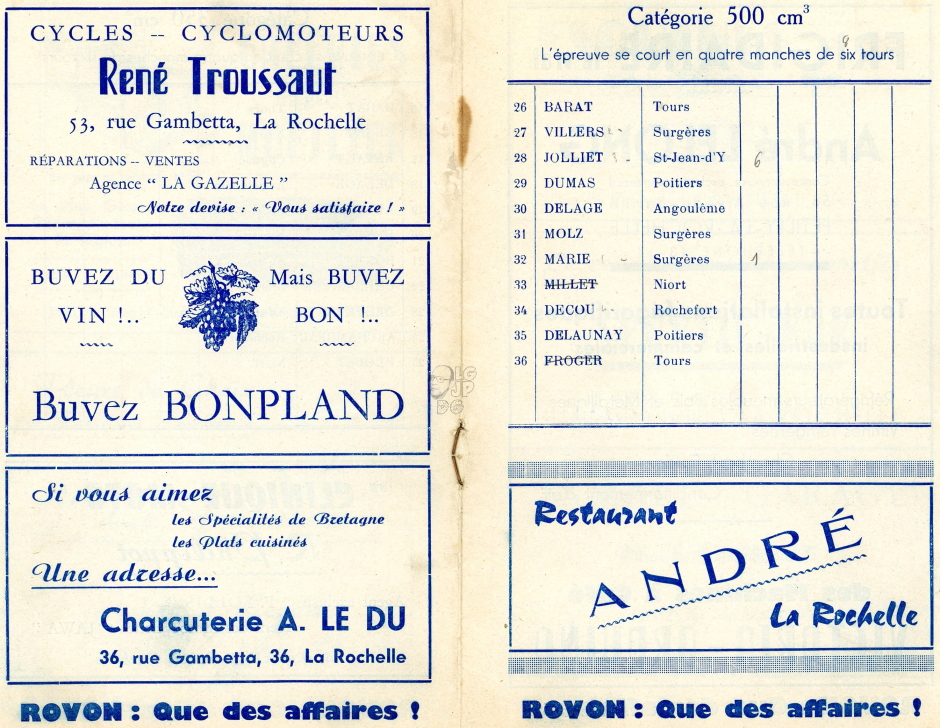 CYCLES -- CYCLOMOTEURS
René Troussaut
53, rue Gambetta, La Rochelle
RÉPARATIONS -- VENTES
Agence “ LA GAZELLE ”
Notre devise : « Vous satisfaire ! »
BUVEZ DU VIN !..
Mais BUVEZ BON !..
Buvez BONPLAND
Si vous aimez
les Spécialités de Bretagne
les Plats cuisinés
Une adresse...
Charcuterie A. LE DU
36, rue Gambetta, 36, La Rochelle
ROYON : Que des affaires !
Catégorie 500 cm³
L'épreuve se court en quatre manches de six tours
26 BARAT Tours
27 VILLERS Surgères
28 JOLLIET St-Jean-d'Y 6
29 DUMAS Poitiers
30 DELAGE Angoulême
31 MOLZ Surgères
32 MARIE Surgères 1
33 MILLET Niort
34 DECOU Rochefort
35 DELAUNAY Poitiers
36 FROGER Tours
Restaurant
ANDRÉ
La Rochelle
ROYON : Que des affaires !